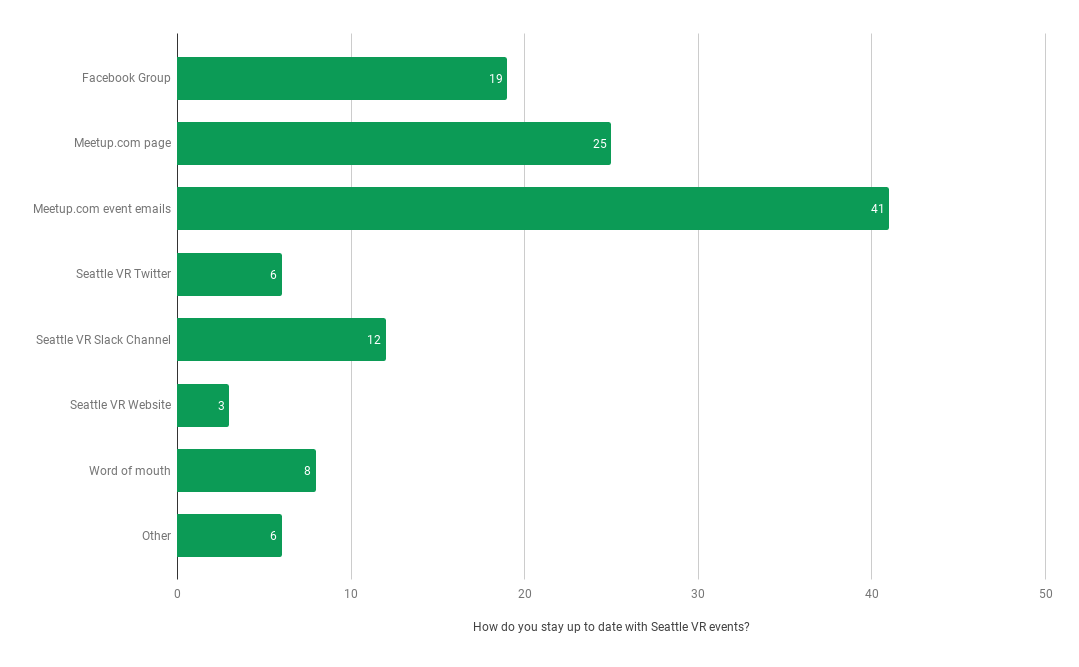 Facebook Group 19
Meetup.com page 25
Meetup.com event emails 41
Seattle VR Twitter 6
Seattle VR Slack Channel 12
Seattle VR Website 3
Word of mouth 8
Other 6
0 10 20 30 40 50
How do you stay up to date with Seattle VR events?